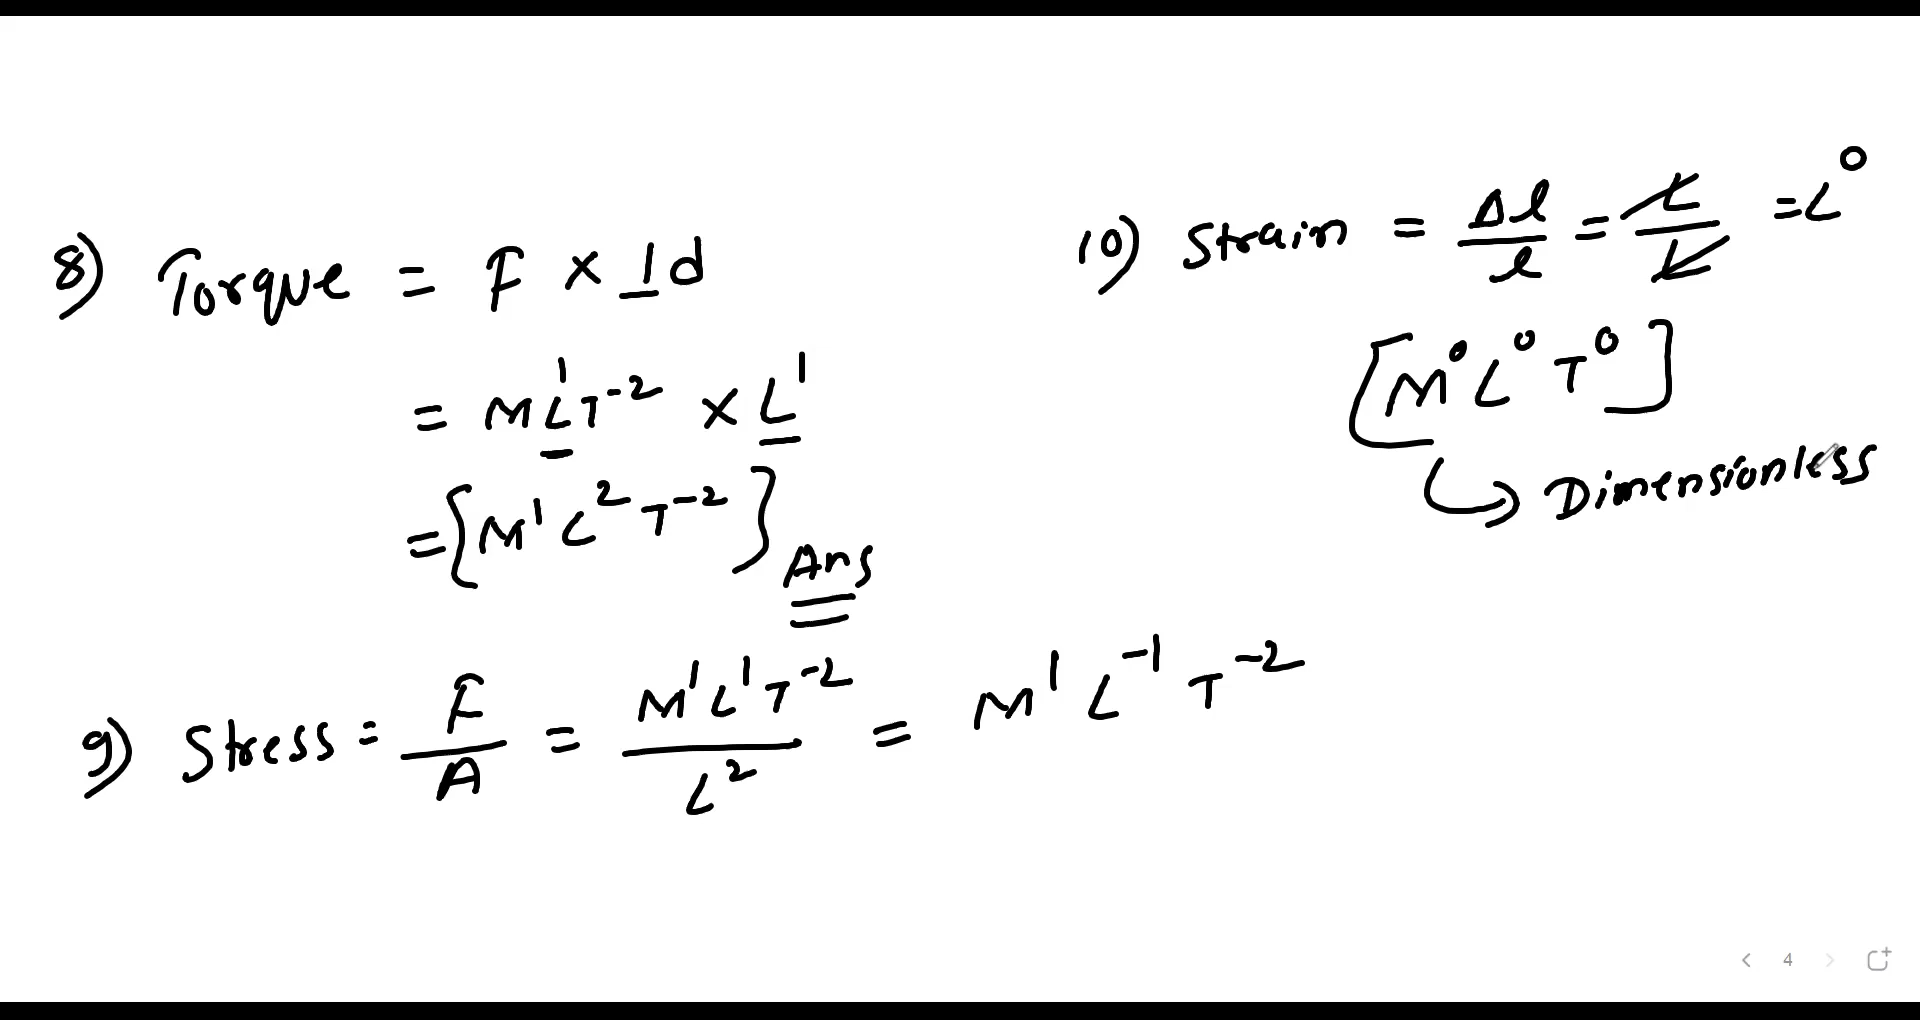 8) Torque = F × ⊥d
= ML¹T⁻² × L¹
= {M¹L²T⁻²} Ans
9) Stress = F/A = M¹L¹T⁻²/L² = M¹L⁻¹T⁻²
10) Strain = Δl/l = L/L = L⁰
[M⁰L⁰T⁰]
↳ Dimensionless
< 4 >